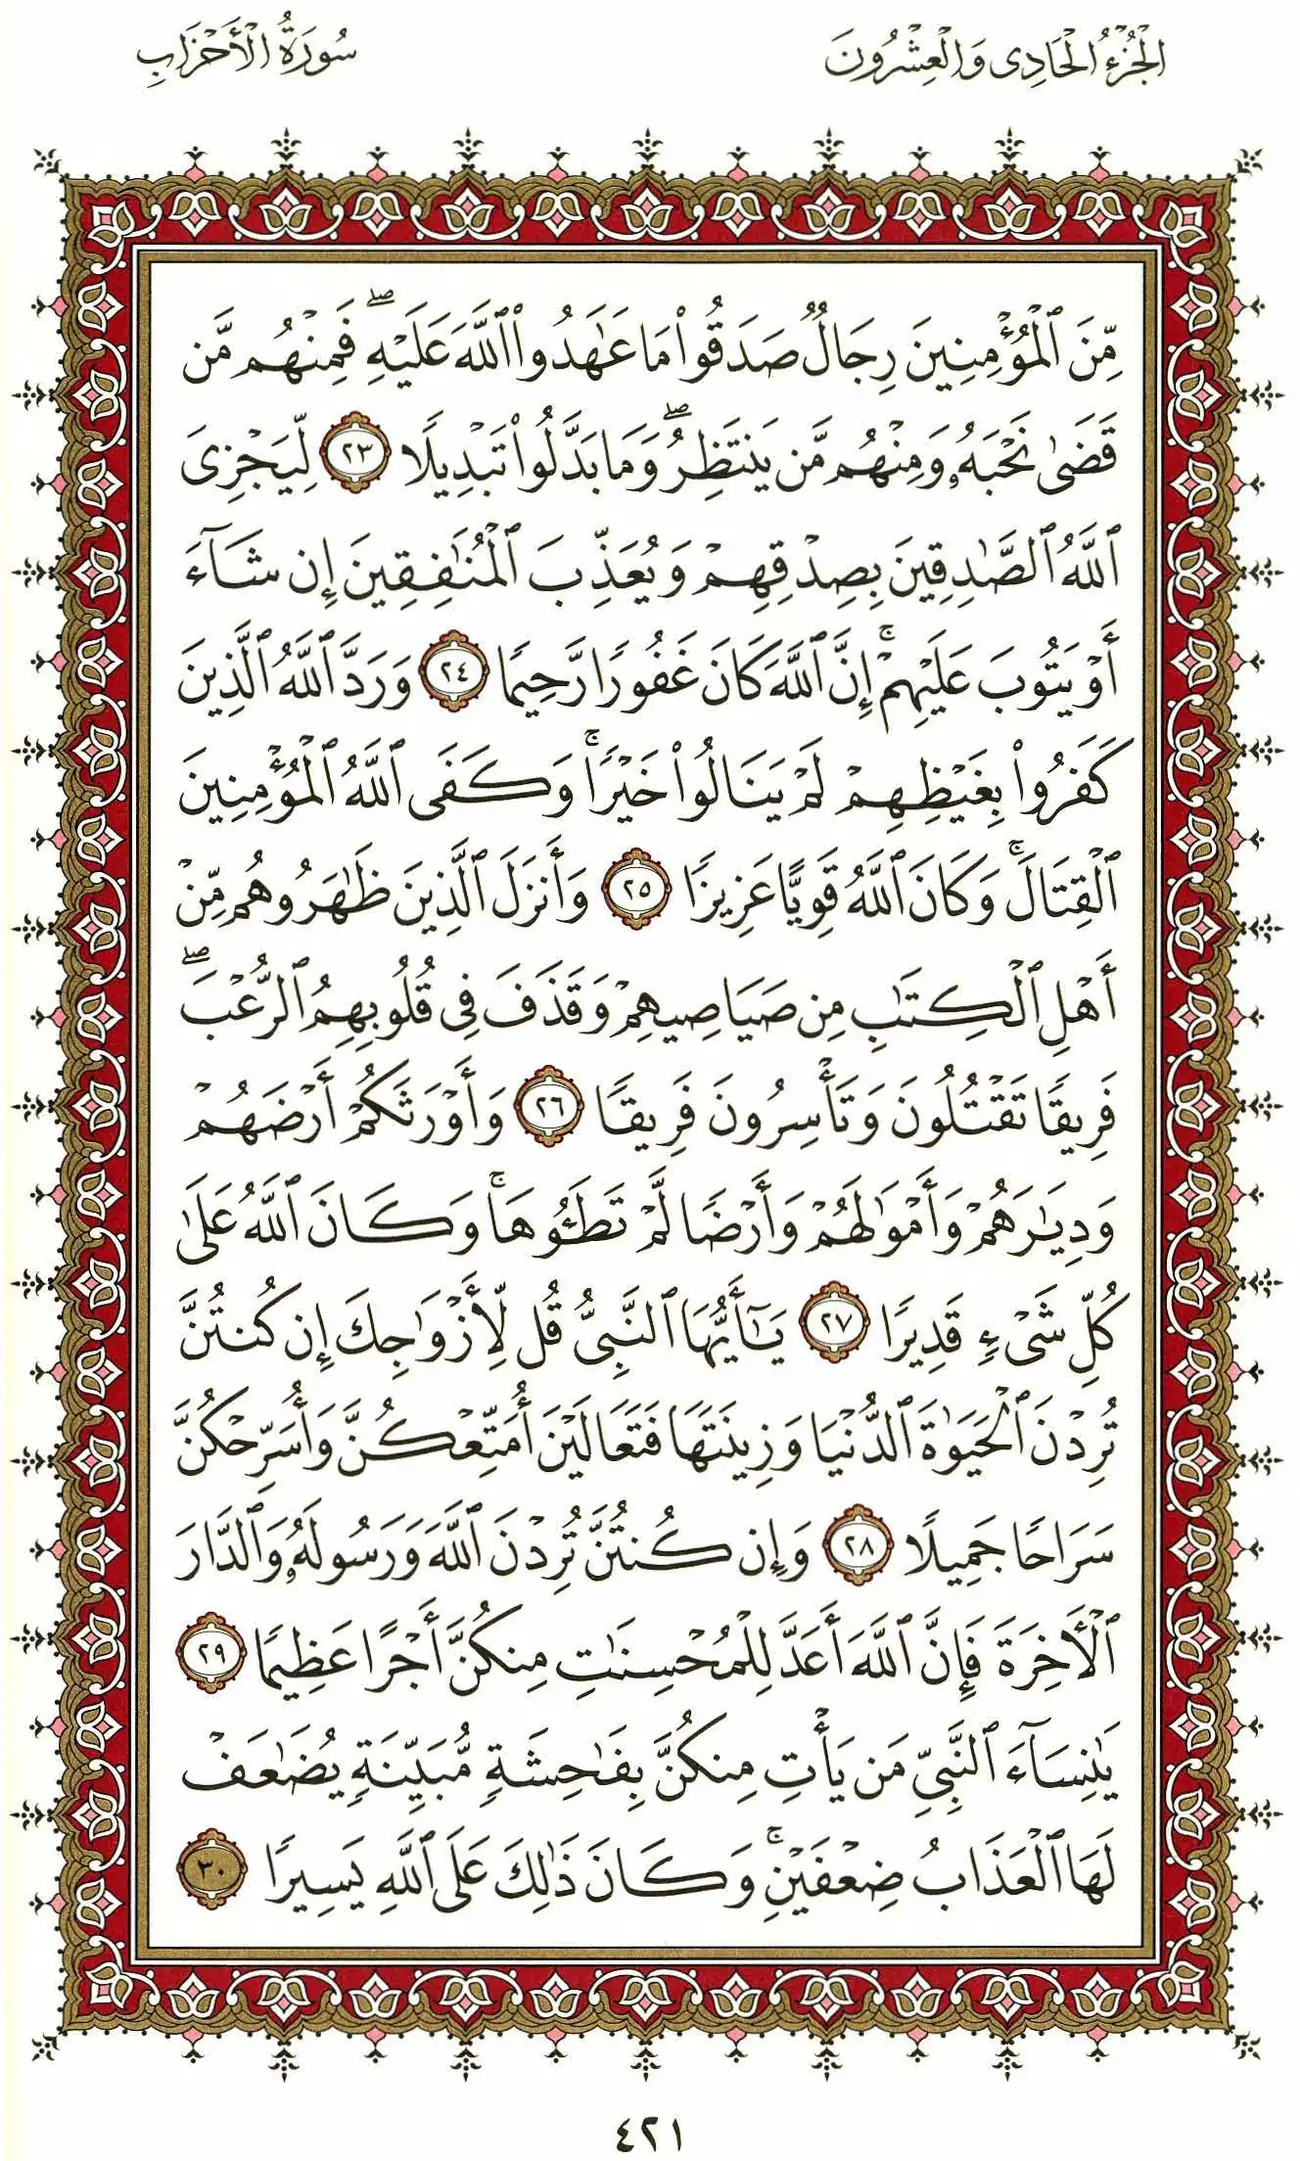 الجُزْءُ الْحَادِي وَالْعِشْرُونَ
سُورَةُ الأَحْزَابِ
مِّنَ ٱلْمُؤْمِنِينَ رِجَالٌ صَدَقُوا۟ مَا عَٰهَدُوا۟ ٱللَّهَ عَلَيْهِ ۖ فَمِنْهُم مَّن
قَضَىٰ نَحْبَهُۥ وَمِنْهُم مَّن يَنتَظِرُ ۖ وَمَا بَدَّلُوا۟ تَبْدِيلًا ٢٣ لِّيَجْزِىَ
ٱللَّهُ ٱلصَّٰدِقِينَ بِصِدْقِهِمْ وَيُعَذِّبَ ٱلْمُنَٰفِقِينَ إِن شَآءَ
أَوْ يَتُوبَ عَلَيْهِمْ ۚ إِنَّ ٱللَّهَ كَانَ غَفُورًا رَّحِيمًا ٢٤ وَرَدَّ ٱللَّهُ ٱلَّذِينَ
كَفَرُوا۟ بِغَيْظِهِمْ لَمْ يَنَالُوا۟ خَيْرًا ۚ وَكَفَى ٱللَّهُ ٱلْمُؤْمِنِينَ
ٱلْقِتَالَ ۚ وَكَانَ ٱللَّهُ قَوِيًّا عَزِيزًا ٢٥ وَأَنزَلَ ٱلَّذِينَ ظَٰهَرُوهُم مِّنْ
أَهْلِ ٱلْكِتَٰبِ مِن صَيَاصِيهِمْ وَقَذَفَ فِى قُلُوبِهِمُ ٱلرُّعْبَ ۖ
فَرِيقًا تَقْتُلُونَ وَتَأْسِرُونَ فَرِيقًا ٢٦ وَأَوْرَثَكُمْ أَرْضَهُمْ
وَدِيَٰرَهُمْ وَأَمْوَٰلَهُمْ وَأَرْضًا لَّمْ تَطَـُٔوهَا ۚ وَكَانَ ٱللَّهُ عَلَىٰ
كُلِّ شَىْءٍ قَدِيرًا ٢٧ يَٰٓأَيُّهَا ٱلنَّبِىُّ قُل لِّأَزْوَٰجِكَ إِن كُنتُنَّ
تُرِدْنَ ٱلْحَيَوٰةَ ٱلدُّنْيَا وَزِينَتَهَا فَتَعَالَيْنَ أُمَتِّعْكُنَّ وَأُسَرِّحْكُنَّ
سَرَاحًا جَمِيلًا ٢٨ وَإِن كُنتُنَّ تُرِدْنَ ٱللَّهَ وَرَسُولَهُۥ وَٱلدَّارَ
ٱلْأَخِرَةَ فَإِنَّ ٱللَّهَ أَعَدَّ لِلْمُحْسِنَٰتِ مِنكُنَّ أَجْرًا عَظِيمًا ٢٩
يَٰنِسَآءَ ٱلنَّبِىِّ مَن يَأْتِ مِنكُنَّ بِفَٰحِشَةٍ مُّبَيِّنَةٍ يُضَٰعَفْ
لَهَا ٱلْعَذَابُ ضِعْفَيْنِ ۚ وَكَانَ ذَٰلِكَ عَلَى ٱللَّهِ يَسِيرًا ٣٠
٤٢١